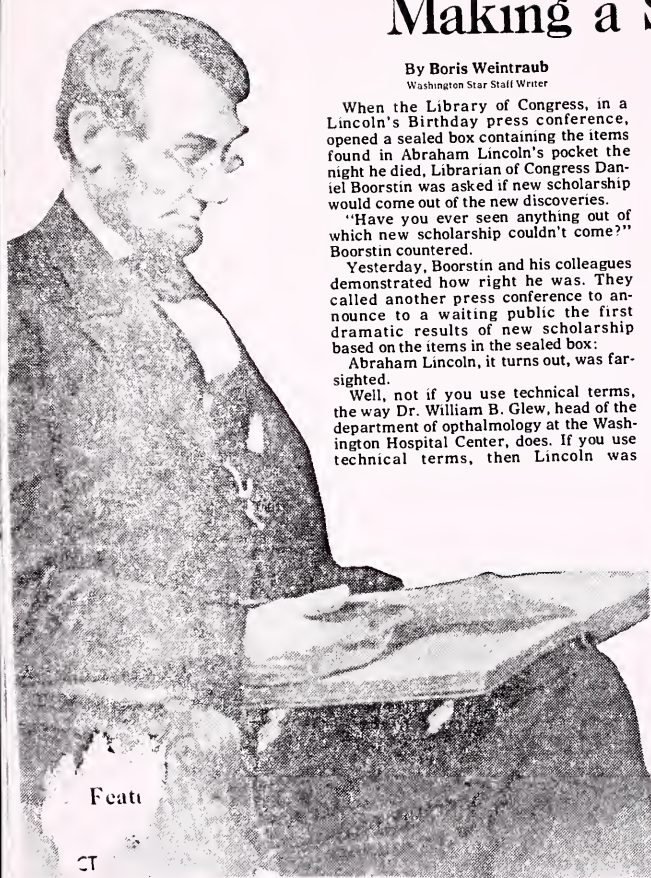 Making a S
By Boris Weintraub
Washington Star Staff Writer
When the Library of Congress, in a
Lincoln's Birthday press conference,
opened a sealed box containing the items
found in Abraham Lincoln's pocket the
night he died, Librarian of Congress Dan-
iel Boorstin was asked if new scholarship
would come out of the new discoveries.
"Have you ever seen anything out of
which new scholarship couldn't come?"
Boorstin countered.
Yesterday, Boorstin and his colleagues
demonstrated how right he was. They
called another press conference to an-
nounce to a waiting public the first
dramatic results of new scholarship
based on the items in the sealed box:
Abraham Lincoln, it turns out, was far-
sighted.
Well, not if you use technical terms,
the way Dr. William B. Glew, head of the
department of opthalmology at the Wash-
ington Hospital Center, does. If you use
technical terms, then Lincoln was
Feat
CT